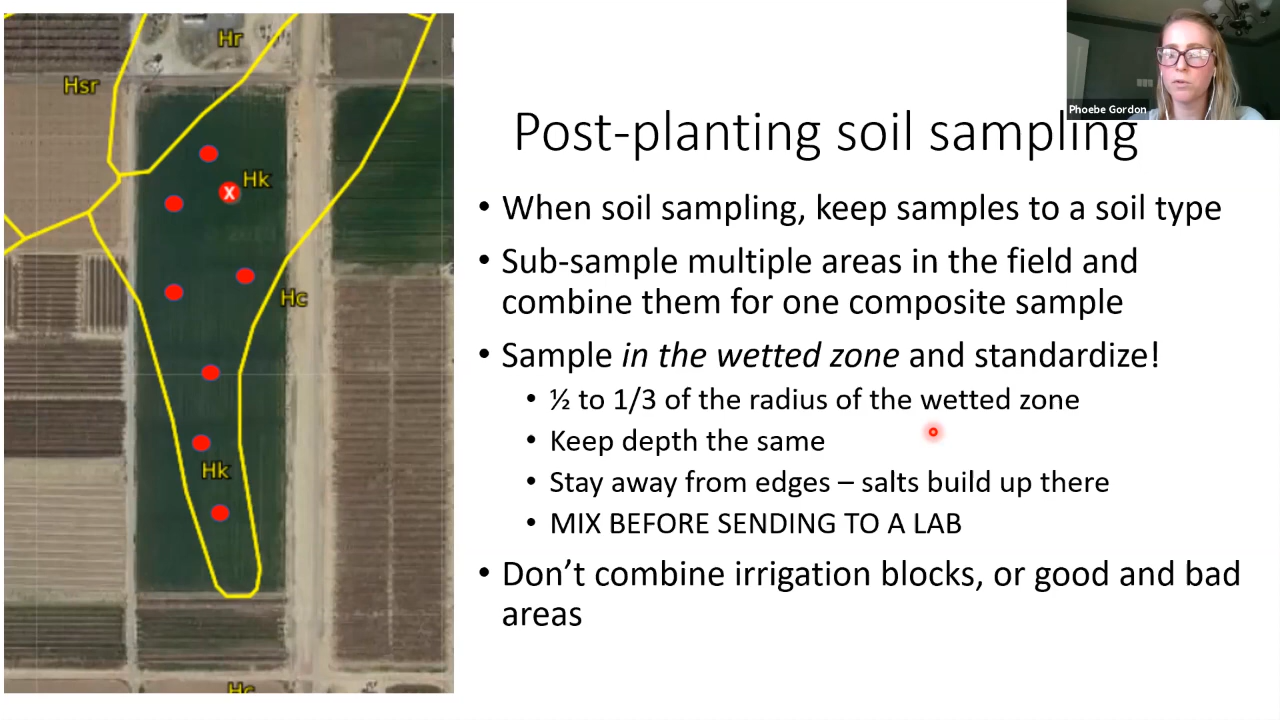 Hr
Hsr
X
Hk
Hc
Hk
Hc
Phoebe Gordon
Post-planting soil sampling
• When soil sampling, keep samples to a soil type
• Sub-sample multiple areas in the field and
combine them for one composite sample
• Sample in the wetted zone and standardize!
• ½ to 1/3 of the radius of the wetted zone
• Keep depth the same
• Stay away from edges – salts build up there
• MIX BEFORE SENDING TO A LAB
• Don’t combine irrigation blocks, or good and bad
areas